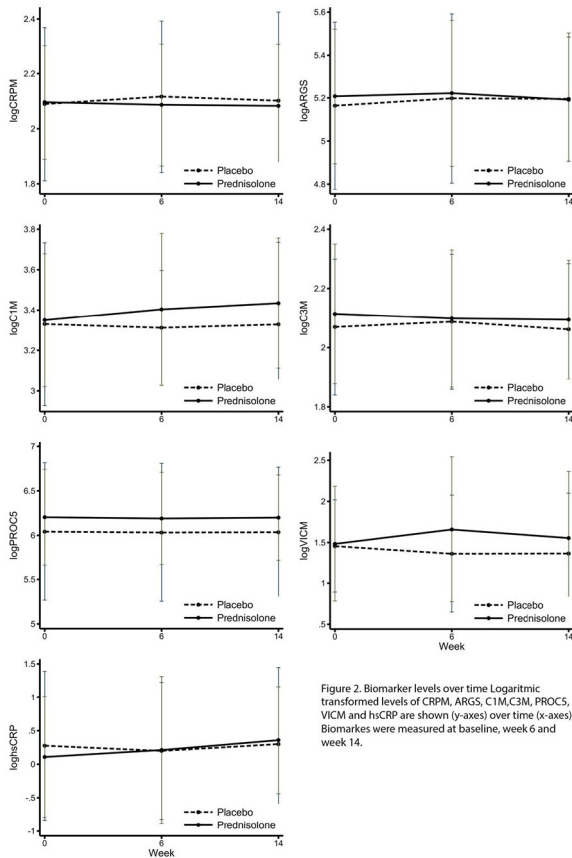 2.4
2.2
2.1
1.8
logCRPM
Placebo
Prednisolone
0
6
14
5.6
5.4
5.2
5
4.8
logARGS
Placebo
Prednisolone
0
6
14
3.8
3.6
3.4
3.2
3
logC1M
Placebo
Prednisolone
0
6
14
2.4
2.2
2
1.8
logC3M
Placebo
Prednisolone
0
6
14
7
6.5
6
5.5
5
logPROC5
Placebo
Prednisolone
0
6
14
2.5
2
1.5
1
.5
logVICM
Placebo
Prednisolone
0
6
14
Week
1.5
1
.5
0
-.5
-1
loghsCRP
Placebo
Prednisolone
0
6
14
Week
Figure 2. Biomarker levels over time Logaritmic
transformed levels of CRPM, ARGS, C1M,C3M, PROC5,
VICM and hsCRP are shown (y-axes) over time (x-axes)
Biomarkes were measured at baseline, week 6 and
week 14.